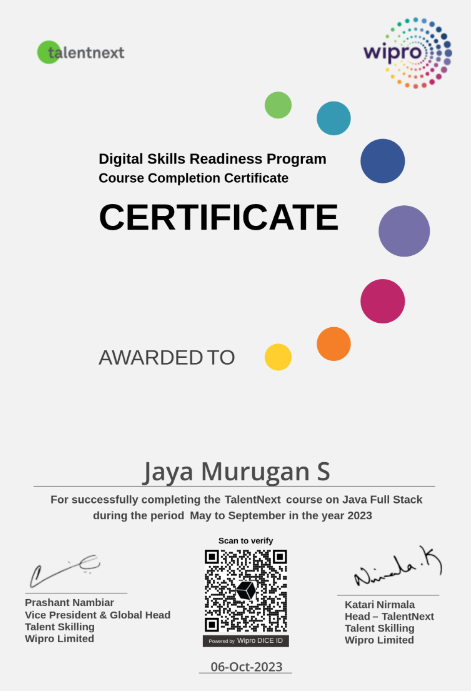 talentnext
wipro
Digital Skills Readiness Program
Course Completion Certificate
CERTIFICATE
AWARDED TO
Jaya Murugan S
For successfully completing the TalentNext course on Java Full Stack
during the period May to September in the year 2023
Scan to verify
Nirmala.K
Prashant Nambiar
Vice President & Global Head
Talent Skilling
Wipro Limited
Powered by Wipro DICE ID
Katari Nirmala
Head – TalentNext
Talent Skilling
Wipro Limited
06-Oct-2023